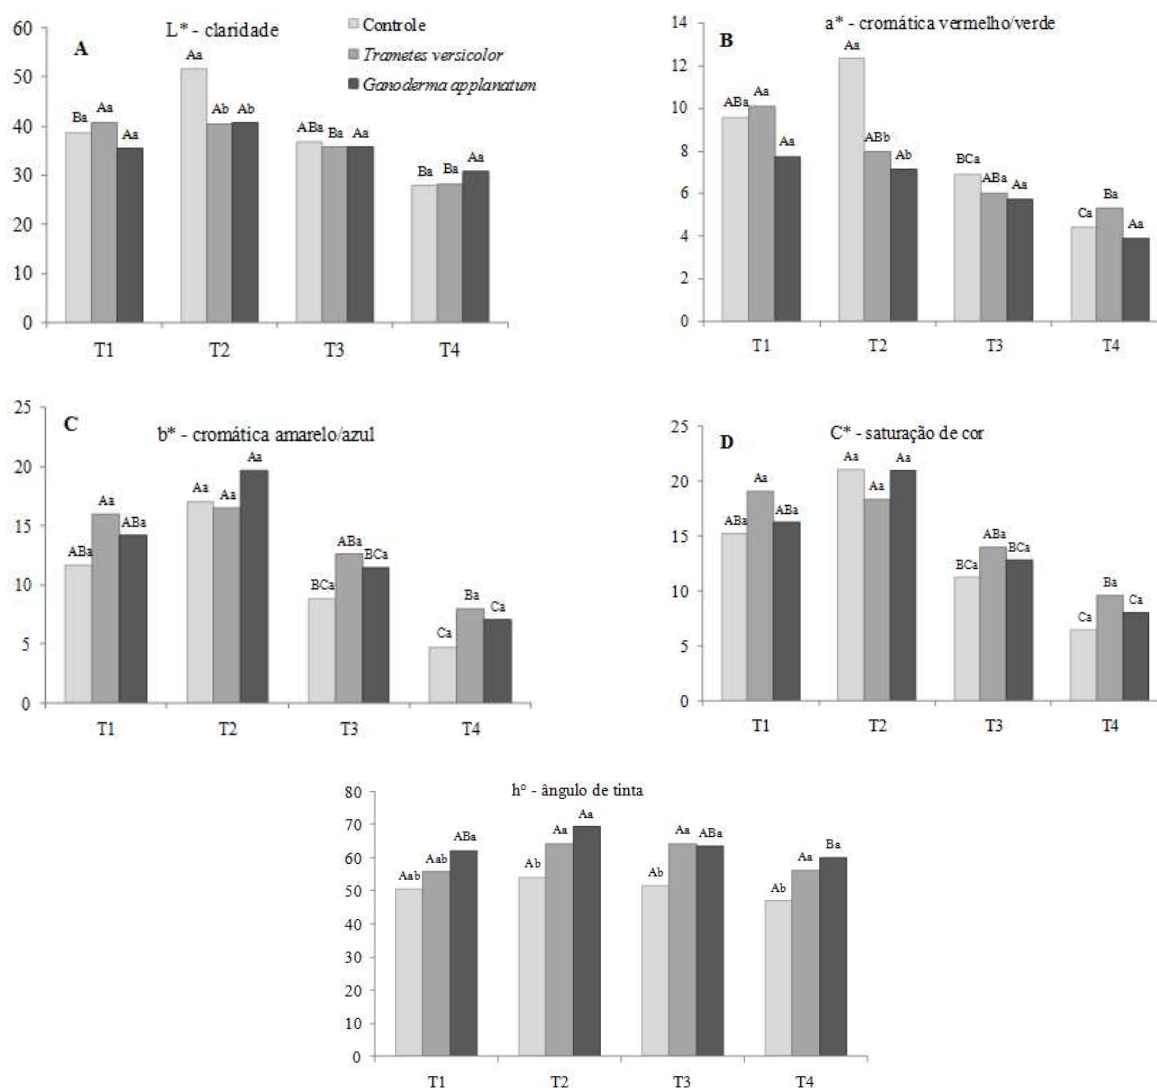 A
L* - claridade
Controle
Trametes versicolor
Ganoderma applanatum
60
50
40
30
20
10
0
Ba Aa Aa
Aa Ab Ab
ABa Ba Aa
Ba Ba Aa
T1 T2 T3 T4
B
a* - cromática vermelho/verde
14
12
10
8
6
4
2
0
ABa Aa Aa
Aa ABb Ab
BCa ABa Aa
Ca Ba Aa
T1 T2 T3 T4
C
b* - cromática amarelo/azul
25
20
15
10
5
0
ABa Aa ABa
Aa Aa Aa
BCa ABa BCa
Ca Ba Ca
T1 T2 T3 T4
D
C* - saturação de cor
25
20
15
10
5
0
ABa Aa ABa
Aa Aa Aa
BCa ABa BCa
Ca Ba Ca
T1 T2 T3 T4
h° - ângulo de tinta
80
70
60
50
40
30
20
10
0
Aab Aab ABa
Ab Aa Aa
Ab Aa ABa
Ab Aa Ba
T1 T2 T3 T4